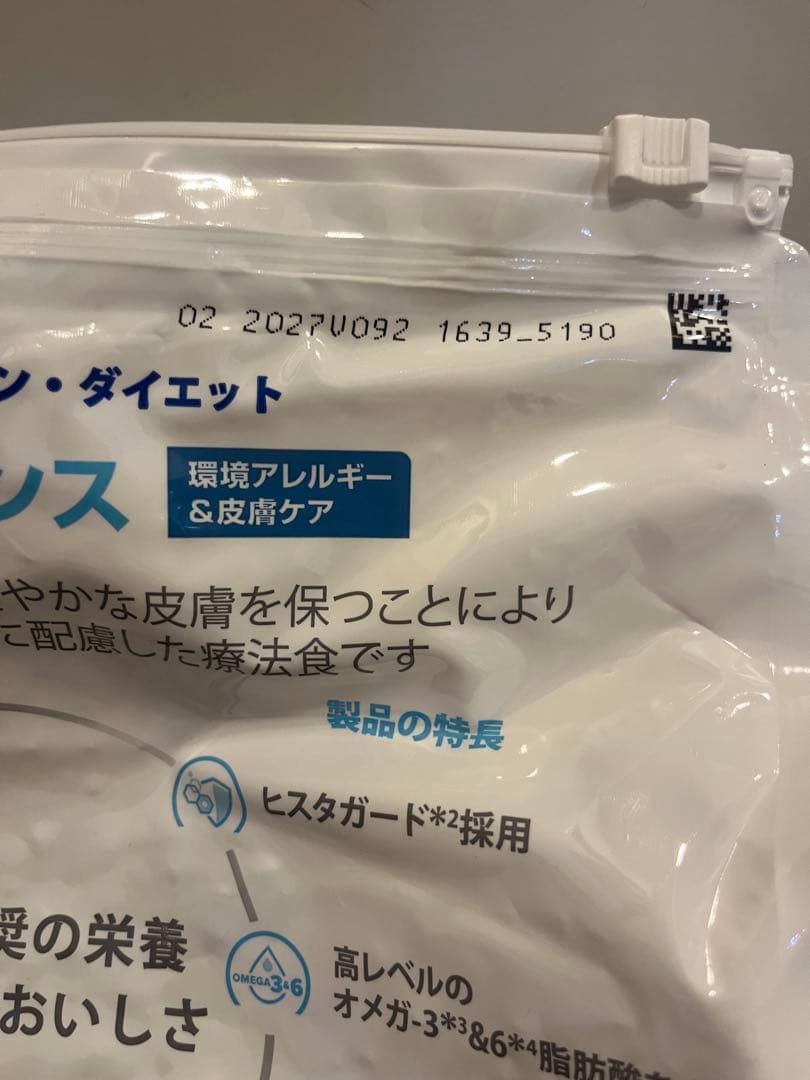 02 2027V092 1639_5190
ン・ダイエット
ンス
環境アレルギー
&皮膚ケア
やかな皮膚を保つことにより
に配慮した療法食です
製品の特長
ヒスタガード*2採用
奨の栄養
おいしさ
OMEGA3&6
高レベルの
オメガ-3*3&6*4脂肪酸